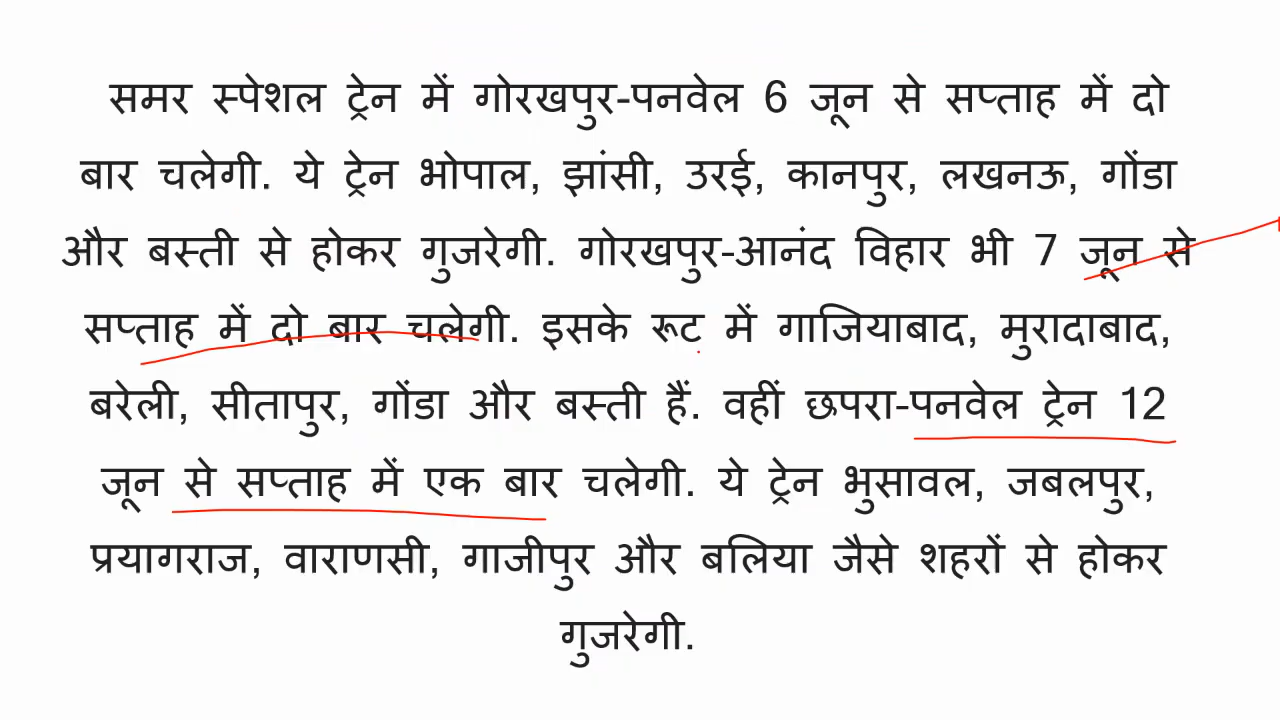 समर स्पेशल ट्रेन में गोरखपुर-पनवेल 6 जून से सप्ताह में दो
बार चलेगी. ये ट्रेन भोपाल, झांसी, उरई, कानपुर, लखनऊ, गोंडा
और बस्ती से होकर गुजरेगी. गोरखपुर-आनंद विहार भी 7 जून से
सप्ताह में दो बार चलेगी. इसके रूट में गाजियाबाद, मुरादाबाद,
बरेली, सीतापुर, गोंडा और बस्ती हैं. वहीं छपरा-पनवेल ट्रेन 12
जून से सप्ताह में एक बार चलेगी. ये ट्रेन भुसावल, जबलपुर,
प्रयागराज, वाराणसी, गाजीपुर और बलिया जैसे शहरों से होकर
गुजरेगी.